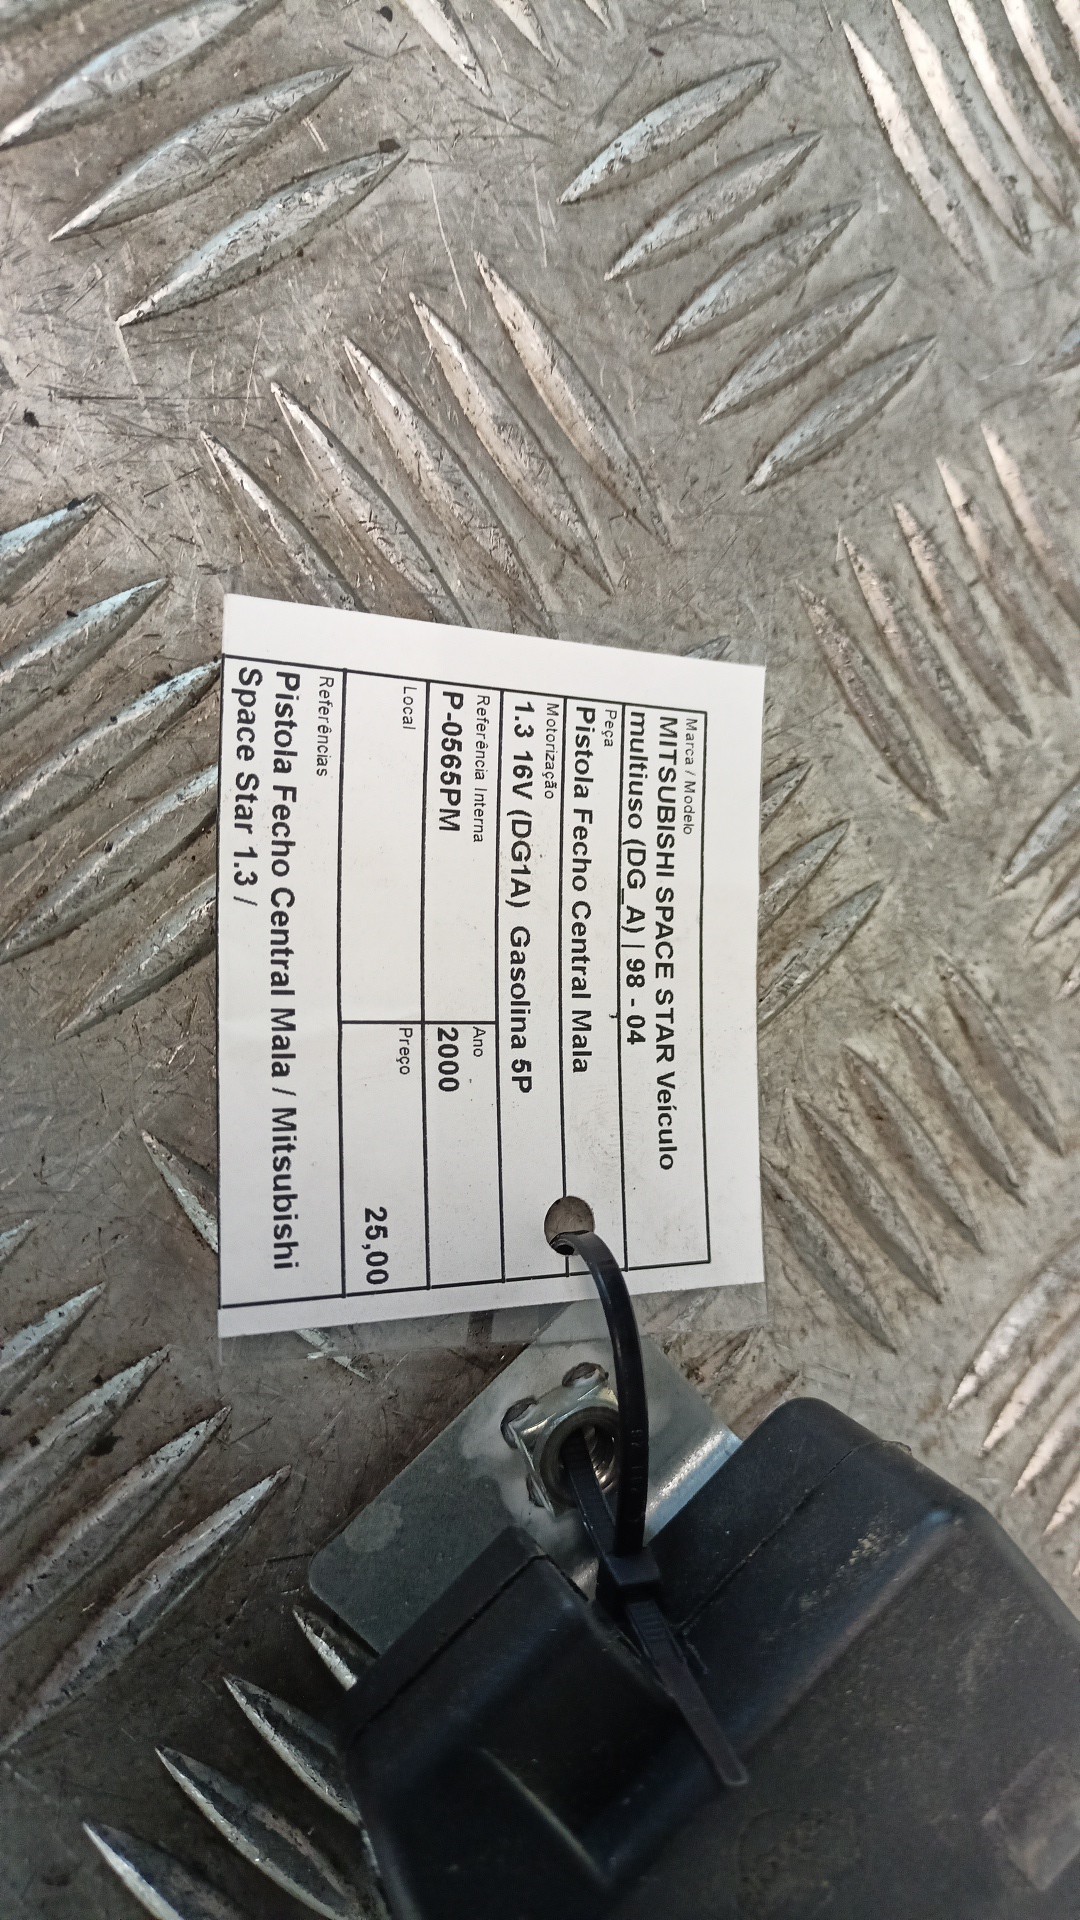 Marca / Modelo
MITSUBISHI SPACE STAR Veículo
multiuso (DG_A) | 98 - 04
Peça
Pistola Fecho Central Mala
Motorização
1.3 16V (DG1A) Gasolina 5P
Referência Interna
P-0565PM
Ano
2000
Local
Preço
25,00
Referências
Pistola Fecho Central Mala / Mitsubishi
Space Star 1.3 /